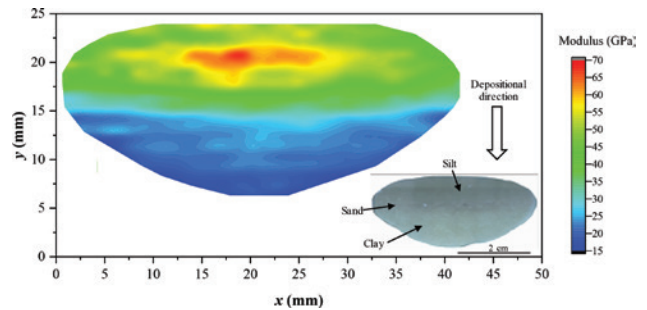 25
20
15
10
5
0
y (mm)
0 5 10 15 20 25 30 35 40 45 50
x (mm)
Depositional
direction
Silt
Sand
Clay
2 cm
Modulus (GPa)
70
65
60
55
50
45
40
35
30
25
20
15